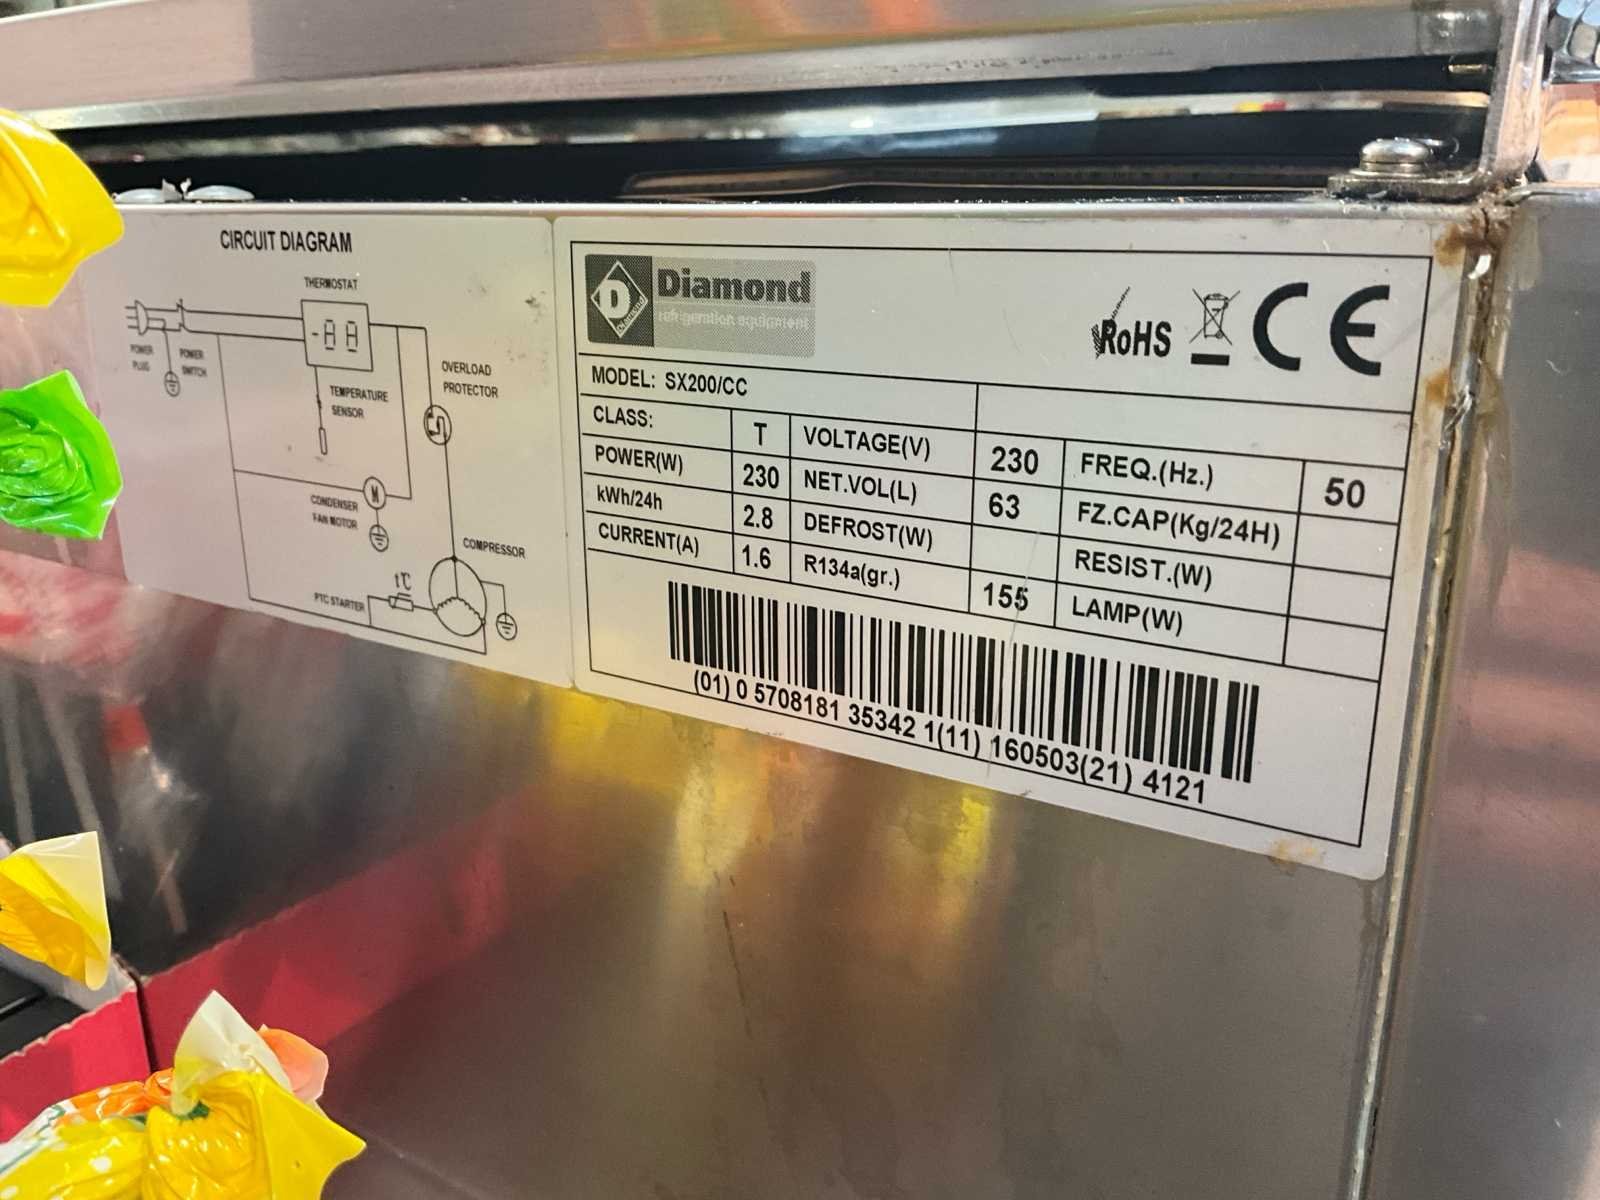 CIRCUIT DIAGRAM
THERMOSTAT
POWER
PLUG
POWER
SWITCH
TEMPERATURE
SENSOR
OVERLOAD
PROTECTOR
CONDENSER
FAN MOTOR
M
COMPRESSOR
PTC STARTER
t℃
D
Diamond
Diamond
refrigeration equipment
RoHS
CE
MODEL: SX200/CC
CLASS: T VOLTAGE(V) 230 FREQ.(Hz.) 50
POWER(W) 230 NET.VOL(L) 63 FZ.CAP(Kg/24H)
kWh/24h 2.8 DEFROST(W) RESIST.(W)
CURRENT(A) 1.6 R134a(gr.) 155 LAMP(W)
(01) 0 5708181 35342 1(11) 160503(21) 4121